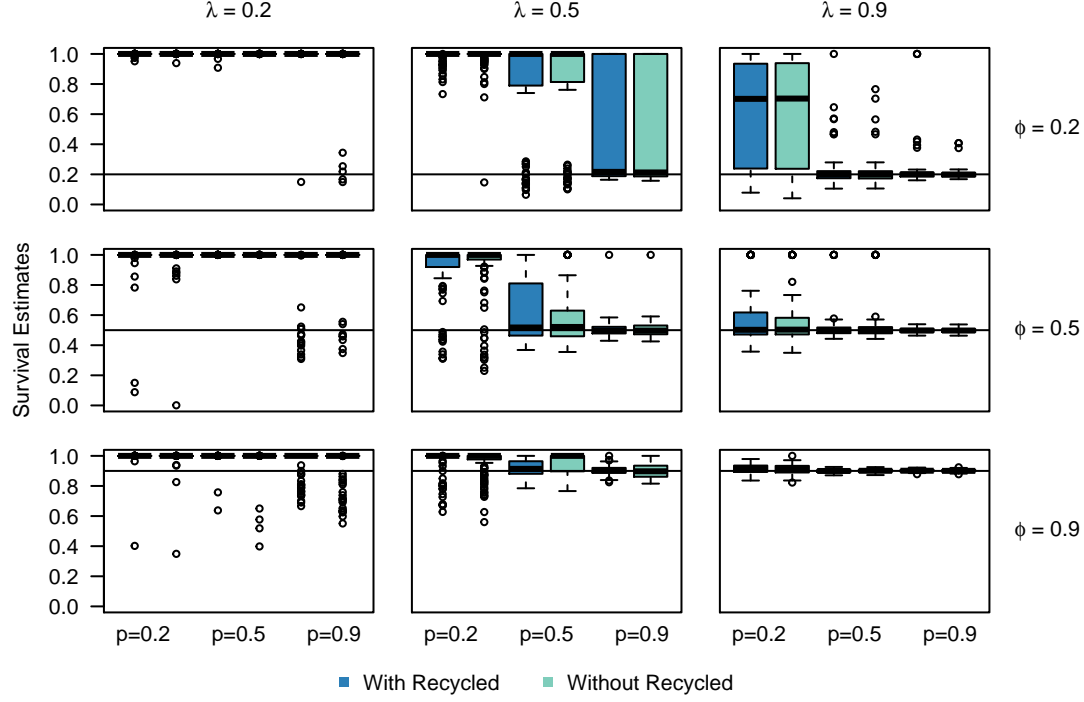 λ = 0.2
λ = 0.5
λ = 0.9
1.0
0.8
0.6
0.4
0.2
0.0
ϕ = 0.2
Survival Estimates
1.0
0.8
0.6
0.4
0.2
0.0
ϕ = 0.5
1.0
0.8
0.6
0.4
0.2
0.0
ϕ = 0.9
p=0.2
p=0.5
p=0.9
p=0.2
p=0.5
p=0.9
p=0.2
p=0.5
p=0.9
With Recycled
Without Recycled